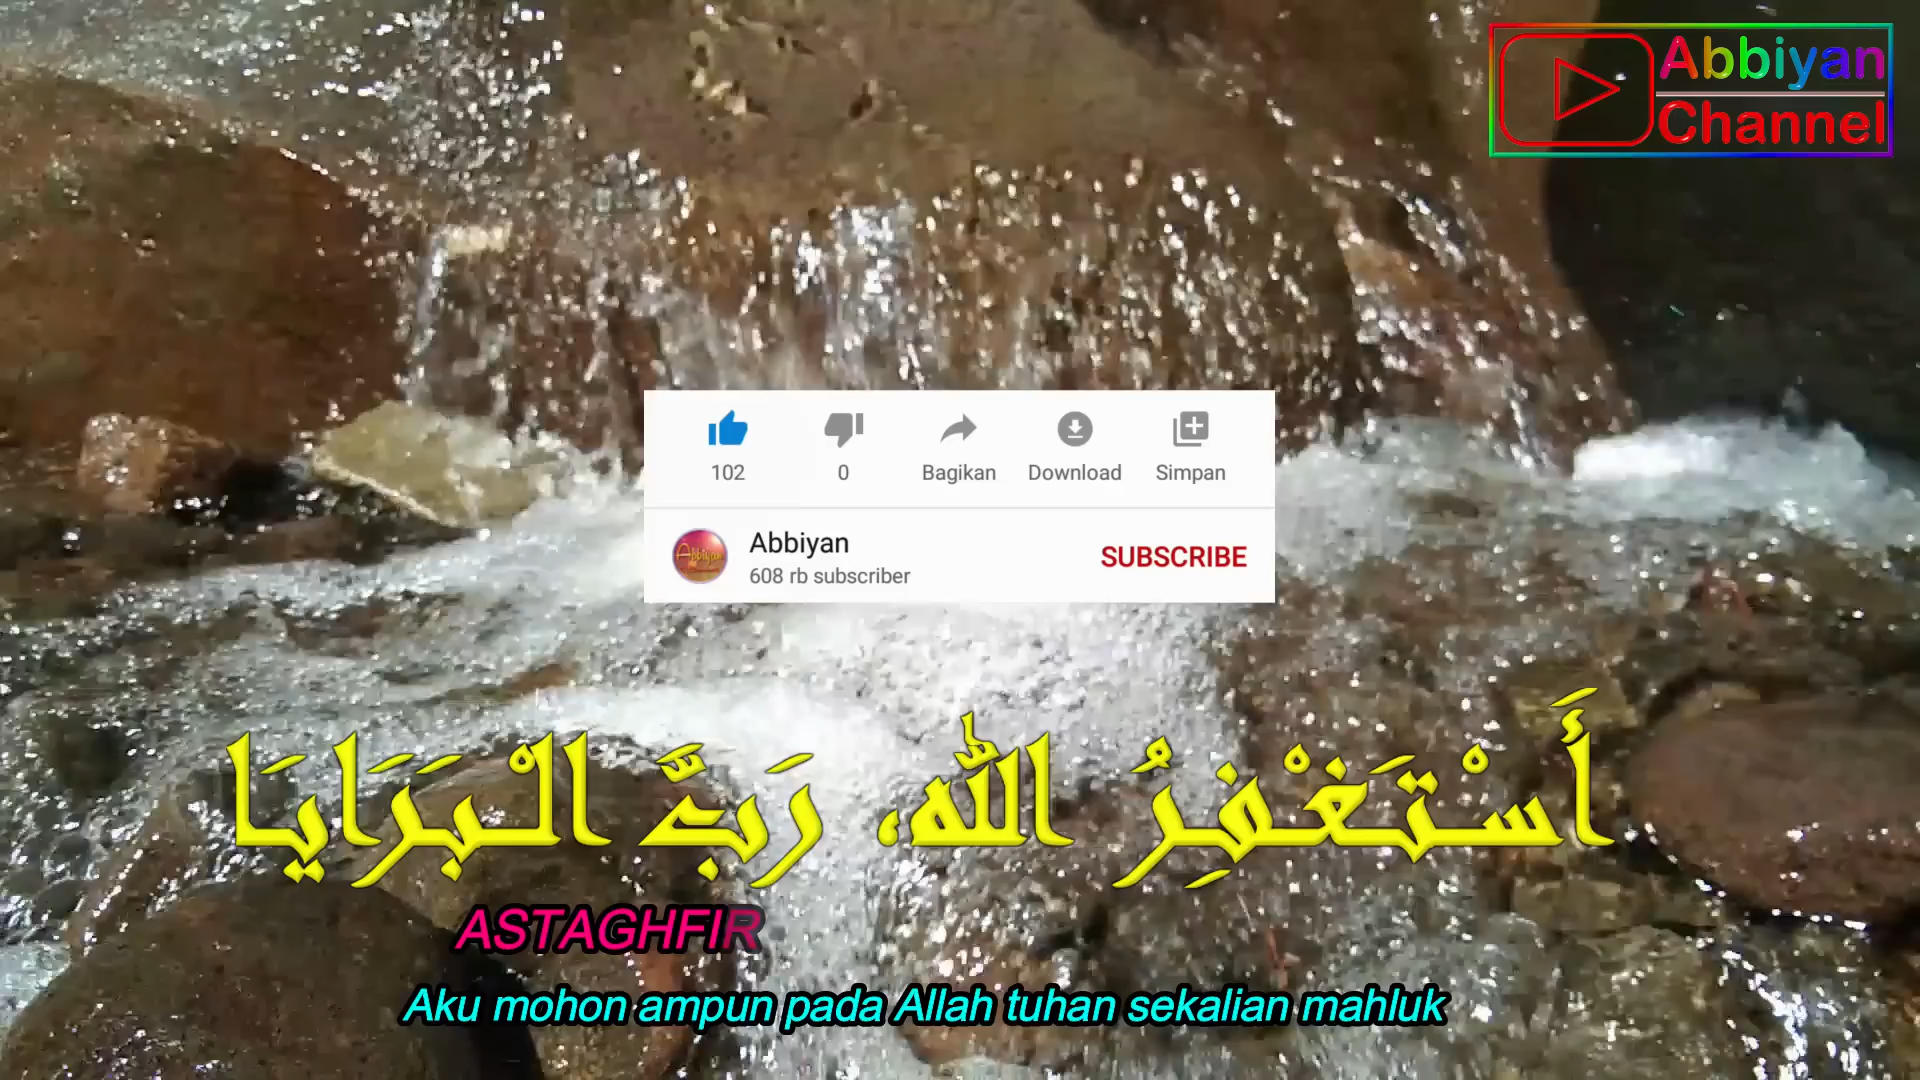 Abbiyan
Channel
102
0
Bagikan
Download
Simpan
Abbiyan
608 rb subscriber
SUBSCRIBE
أَسْتَغْفِرُ اللّٰه، رَبَّ الْبَرَايَا
ASTAGHFIR
Aku mohon ampun pada Allah tuhan sekalian mahluk